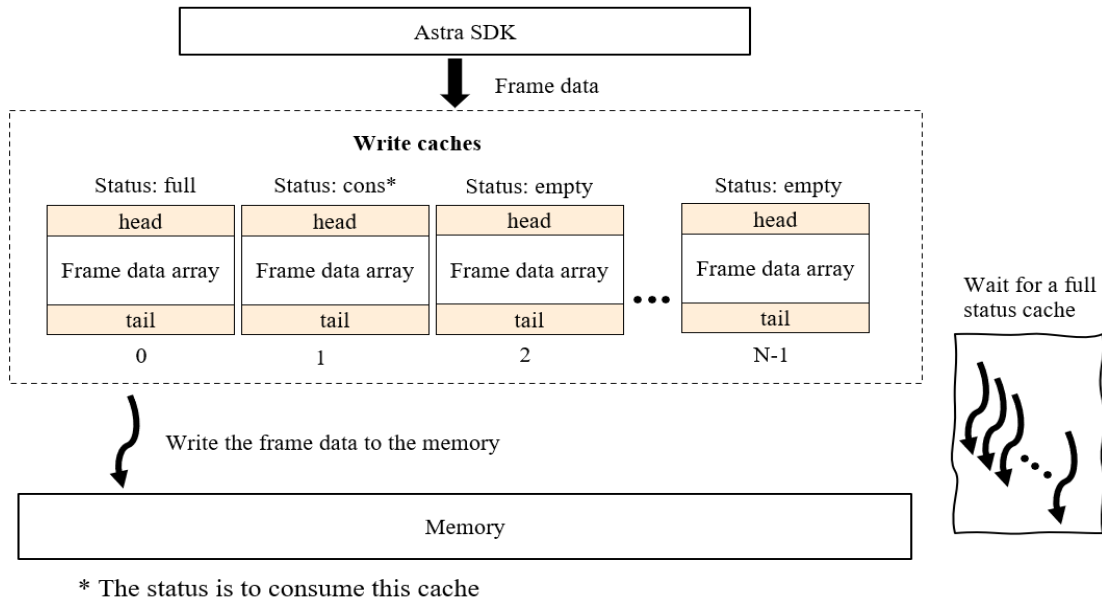 Astra SDK
Frame data
Write caches
Status: full
Status: cons*
Status: empty
Status: empty
head
head
head
head
Frame data array
Frame data array
Frame data array
Frame data array
tail
tail
tail
tail
0
1
2
N-1
Wait for a full
status cache
Write the frame data to the memory
Memory
* The status is to consume this cache